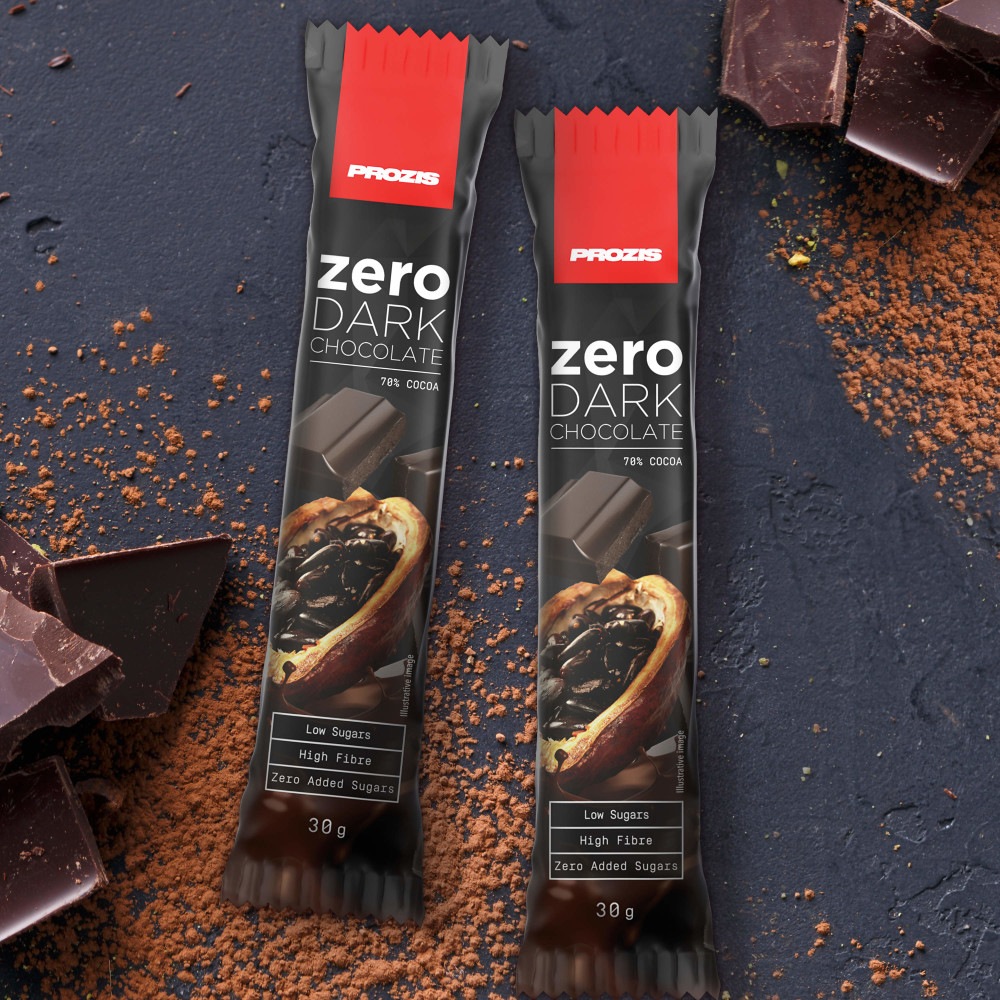 PROZIS
zero
DARK
CHOCOLATE
70% COCOA
Illustrative image
Low Sugars
High Fibre
Zero Added Sugars
30g
PROZIS
zero
DARK
CHOCOLATE
70% COCOA
Illustrative image
Low Sugars
High Fibre
Zero Added Sugars
30g